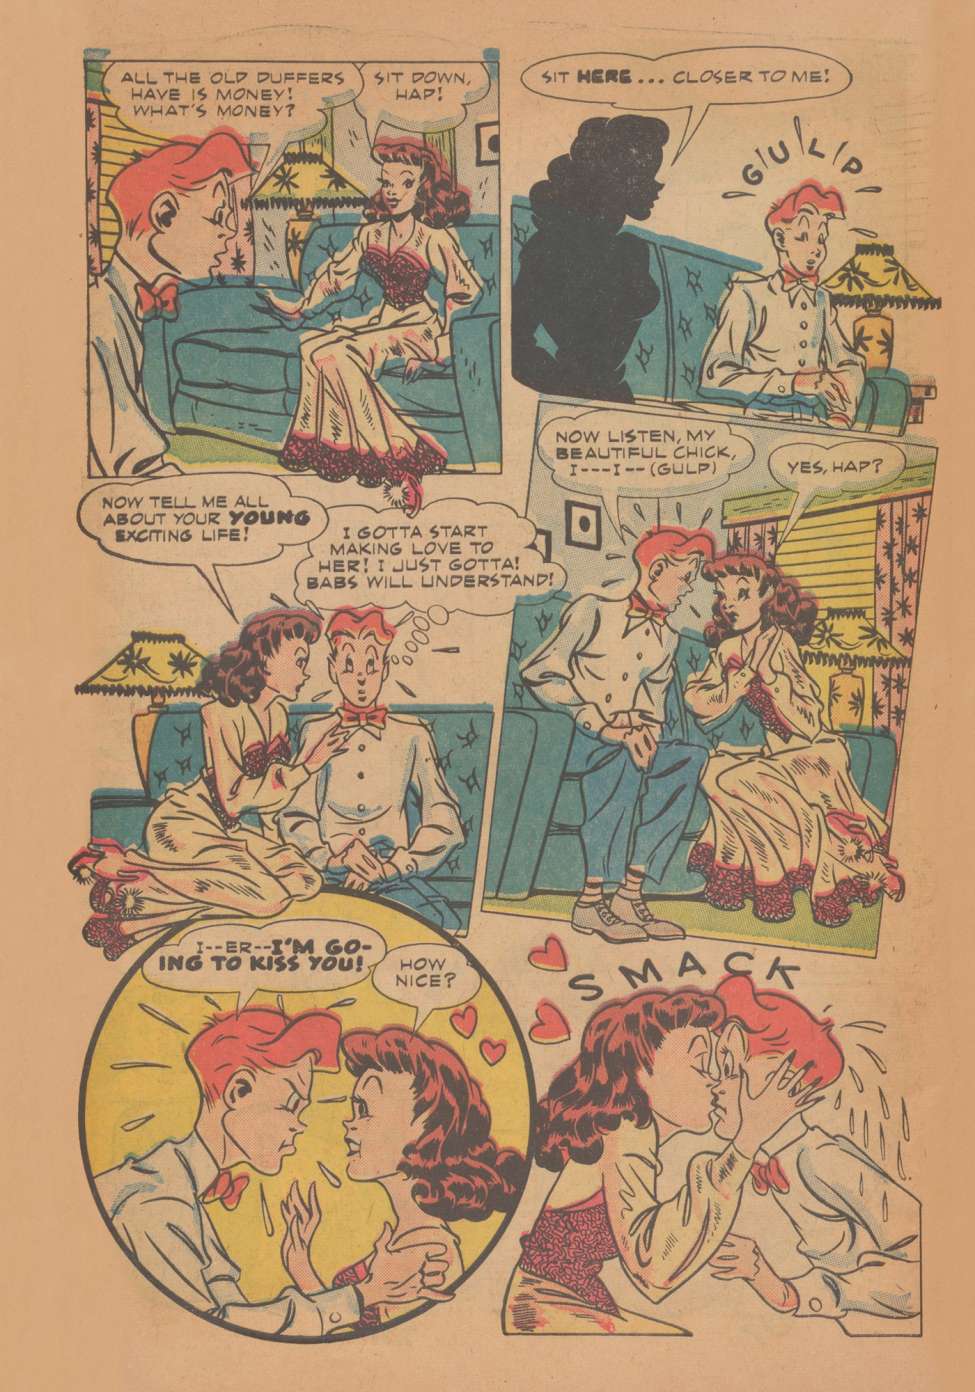 ALL THE OLD DUFFERS
HAVE IS MONEY!
WHAT'S MONEY?
SIT DOWN,
HAP!
SIT HERE... CLOSER TO ME!
GULP
NOW TELL ME ALL
ABOUT YOUR YOUNG
EXCITING LIFE!
I GOTTA START
MAKING LOVE TO
HER! I JUST GOTTA!
BABS WILL UNDERSTAND!
NOW LISTEN, MY
BEAUTIFUL CHICK,
I---I--(GULP)
YES, HAP?
I--ER--I'M GO-
ING TO KISS YOU!
HOW
NICE?
SMACK